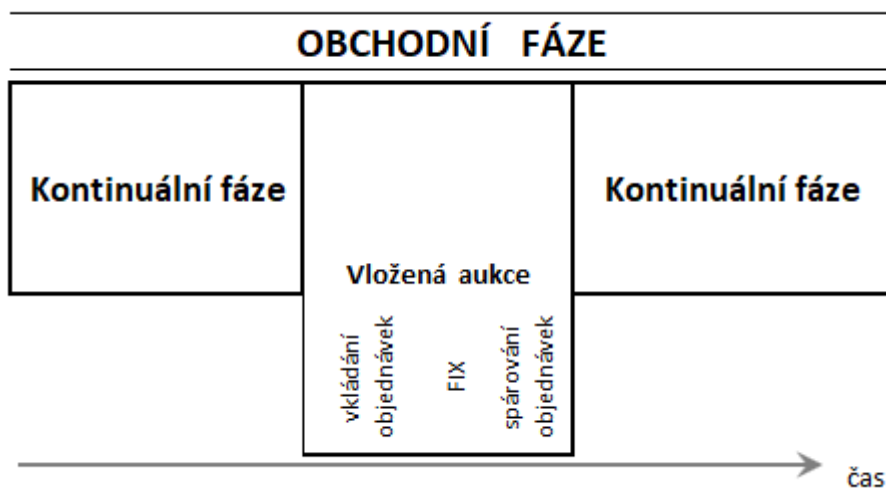 OBCHODNÍ FÁZE
Kontinuální fáze
Vložená aukce
vkládání
objednávek
FIX
spárování
objednávek
Kontinuální fáze
čas